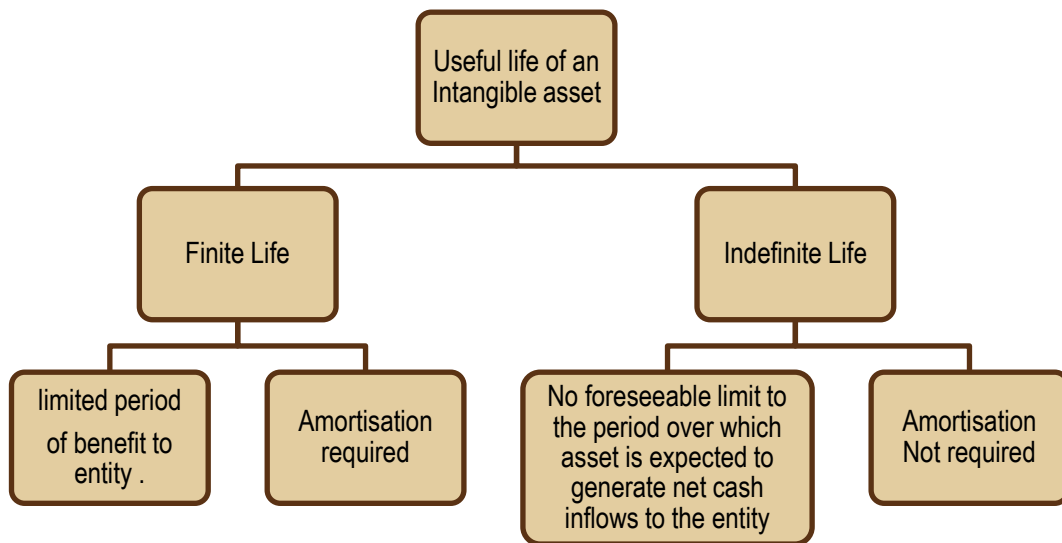 Useful life of an
Intangible asset
Finite Life
Indefinite Life
limited period
of benefit to
entity .
Amortisation
required
No foreseeable limit to
the period over which
asset is expected to
generate net cash
inflows to the entity
Amortisation
Not required